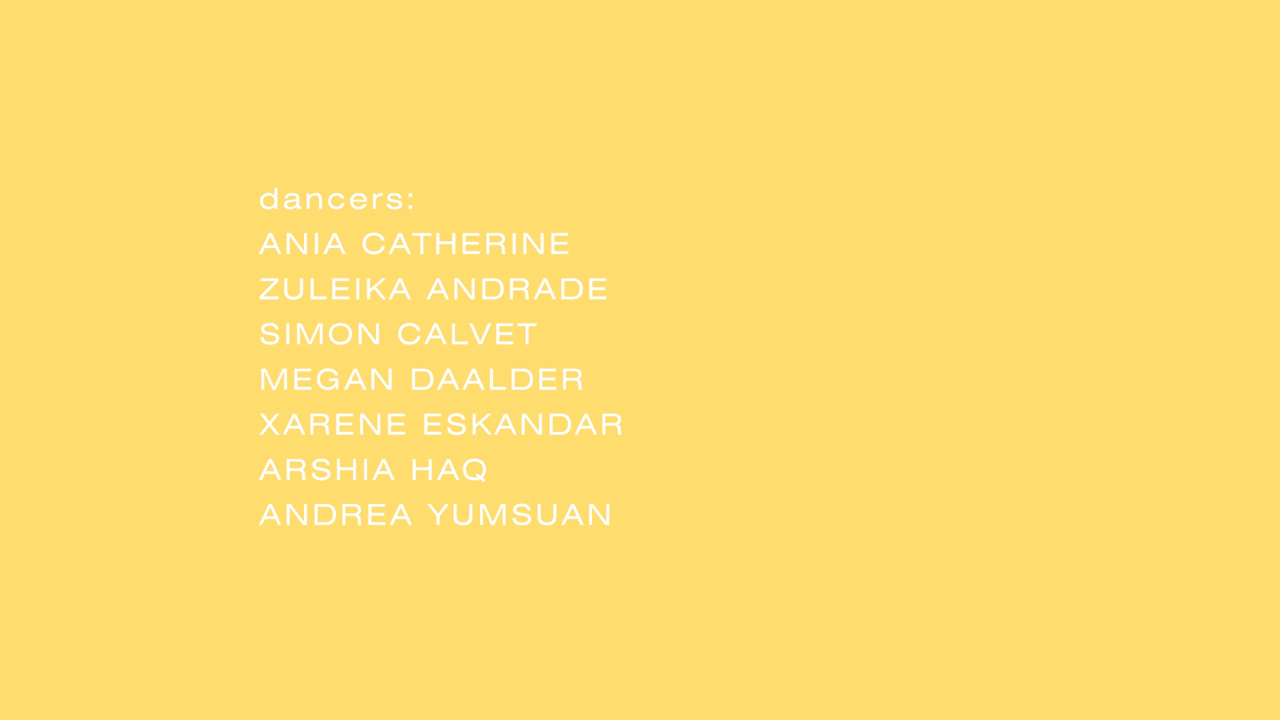 dancers:
ANIA CATHERINE
ZULEIKA ANDRADE
SIMON CALVET
MEGAN DAALDER
XARENE ESKANDAR
ARSHIA HAQ
ANDREA YUMSUAN